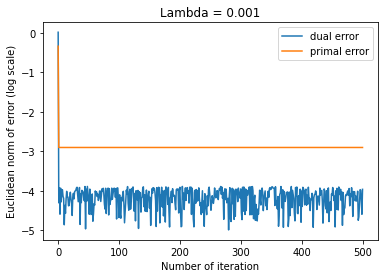 Lambda = 0.001
dual error
primal error
Euclidean norm of error (log scale)
0
−1
−2
−3
−4
−5
0
100
200
300
400
500
Number of iteration